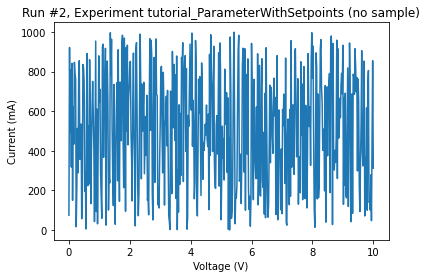 Run #2, Experiment tutorial_ParameterWithSetpoints (no sample)
1000
800
600
400
200
0
Current (mA)
0 2 4 6 8 10
Voltage (V)